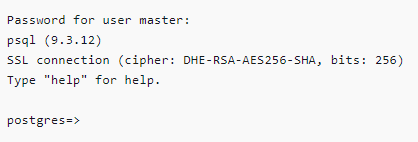 Password for user master:
psql (9.3.12)
SSL connection (cipher: DHE-RSA-AES256-SHA, bits: 256)
Type "help" for help.
postgres=>